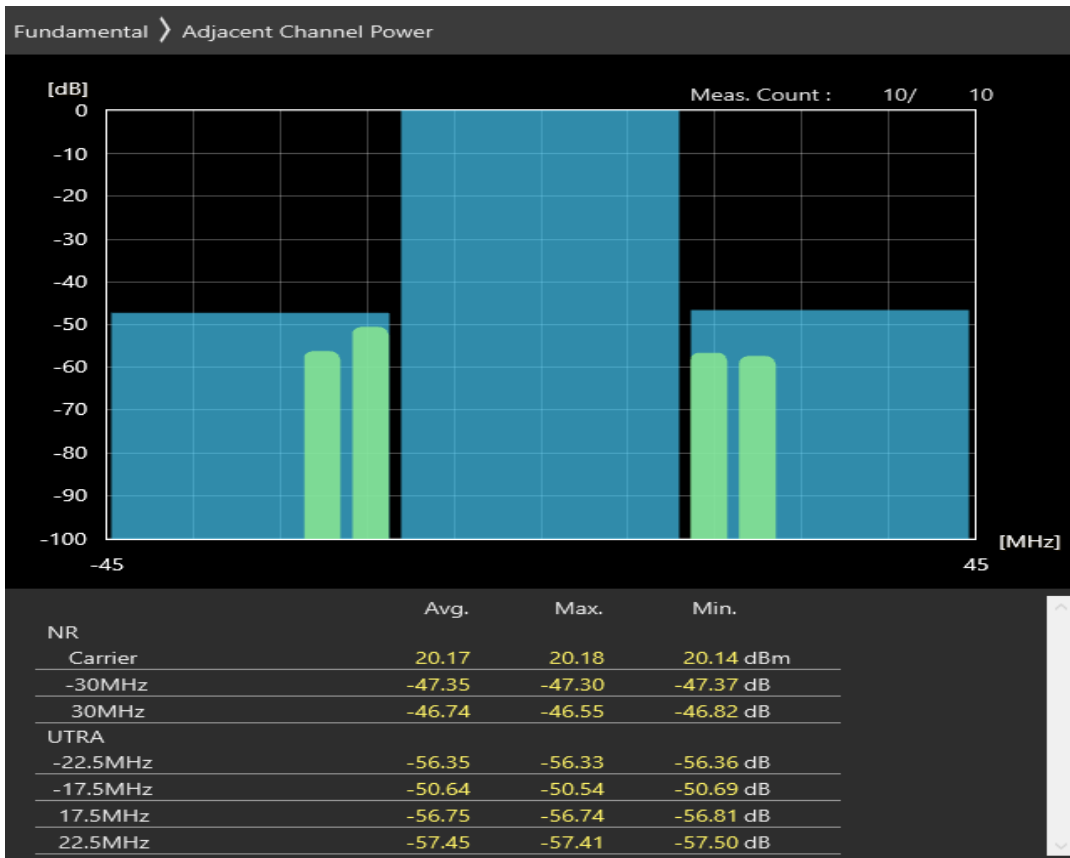 Fundamental 〉 Adjacent Channel Power
[dB]
Meas. Count : 10/ 10
0
-10
-20
-30
-40
-50
-60
-70
-80
-90
-100
[MHz]
-45 45
Avg. Max. Min.
NR
Carrier 20.17 20.18 20.14 dBm
-30MHz -47.35 -47.30 -47.37 dB
30MHz -46.74 -46.55 -46.82 dB
UTRA
-22.5MHz -56.35 -56.33 -56.36 dB
-17.5MHz -50.64 -50.54 -50.69 dB
17.5MHz -56.75 -56.74 -56.81 dB
22.5MHz -57.45 -57.41 -57.50 dB